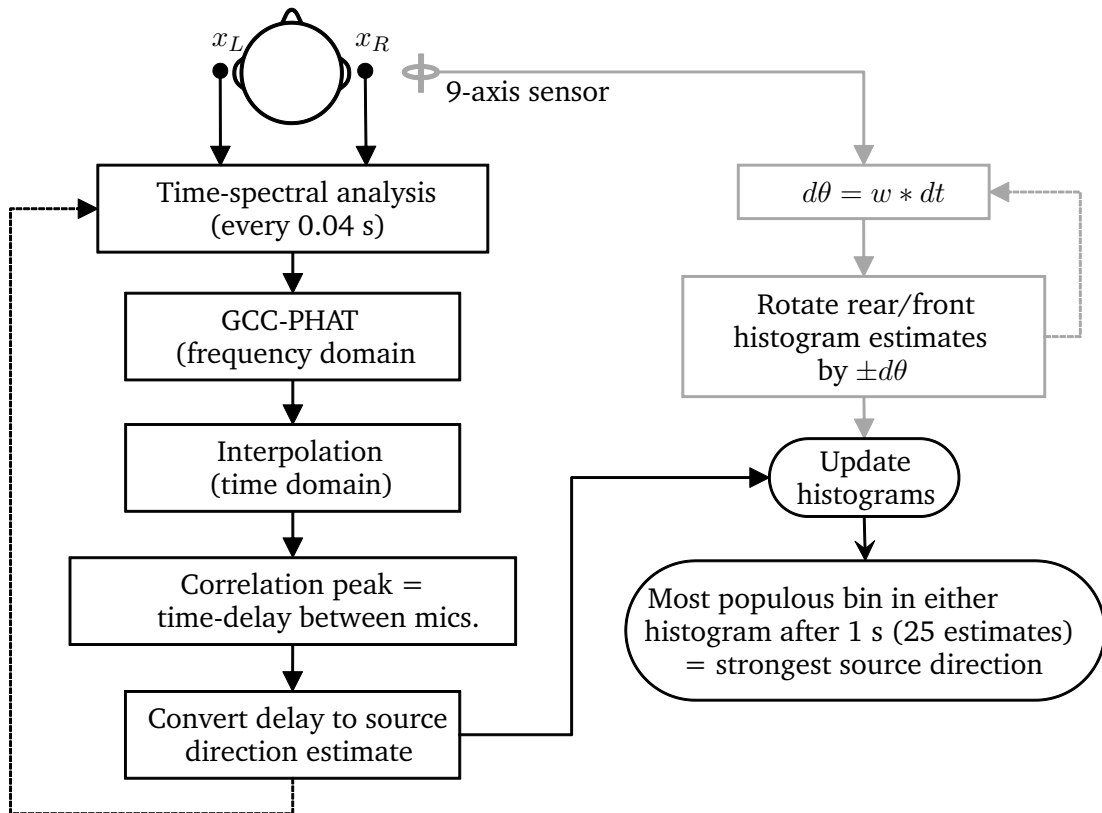 x_L
x_R
9-axis sensor
Time-spectral analysis
(every 0.04 s)
GCC-PHAT
(frequency domain
Interpolation
(time domain)
Correlation peak =
time-delay between mics.
Convert delay to source
direction estimate
dθ = w ∗ dt
Rotate rear/front
histogram estimates
by ±dθ
Update
histograms
Most populous bin in either
histogram after 1 s (25 estimates)
= strongest source direction